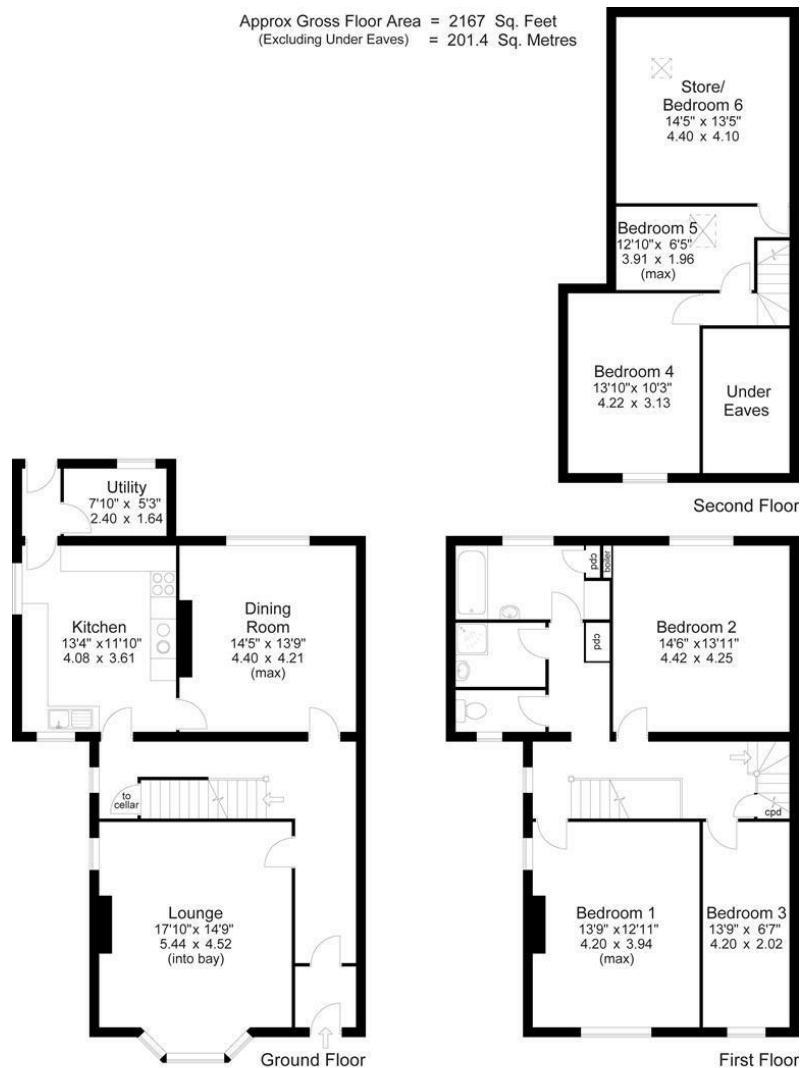 Approx Gross Floor Area = 2167 Sq. Feet
(Excluding Under Eaves) = 201.4 Sq. Metres
Store/
Bedroom 6
14'5" x 13'5"
4.40 x 4.10
Bedroom 5
12'10" x 6'5"
3.91 x 1.96
(max)
Bedroom 4
13'10" x 10'3"
4.22 x 3.13
Under
Eaves
Second Floor
Utility
7'10" x 5'3"
2.40 x 1.64
Kitchen
13'4" x 11'10"
4.08 x 3.61
Dining
Room
14'5" x 13'9"
4.40 x 4.21
(max)
to
cellar
Lounge
17'10" x 14'9"
5.44 x 4.52
(into bay)
Ground Floor
cpd
boiler
cpd
Bedroom 2
14'6" x 13'11"
4.42 x 4.25
cpd
Bedroom 1
13'9" x 12'11"
4.20 x 3.94
(max)
Bedroom 3
13'9" x 6'7"
4.20 x 2.02
First Floor